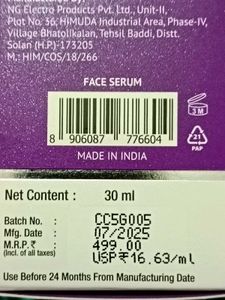 NG Electro Products Pvt. Ltd., Unit-II,
Plot No. 36, HIMUDA Industrial Area, Phase-IV,
Village Bhatolikalan, Tehsil Baddi, Distt.
Solan (H.P.)-173205
M.: HIM/COS/18/266
FACE SERUM
8 906087 776604
3 M
21
PAP
MADE IN INDIA
Net Content : 30 ml
Batch No. : CC5G005
Mfg. Date : 07/2025
M.R.P.₹ : 499.00
(incl. of all taxes) USP₹16.63/ml
Use Before 24 Months From Manufacturing Date